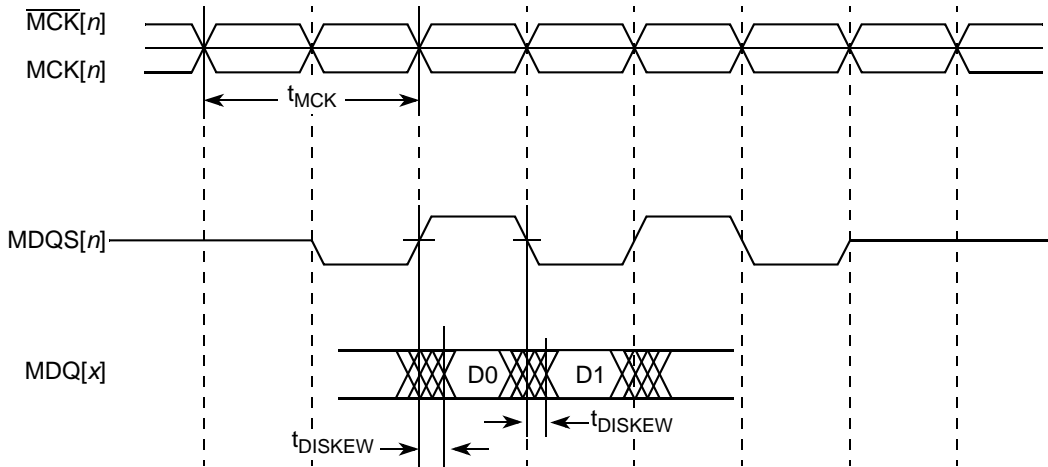 MCK[n]
MCK[n]
tMCK
MDQS[n]
MDQ[x]
D0
D1
tDISKEW
tDISKEW